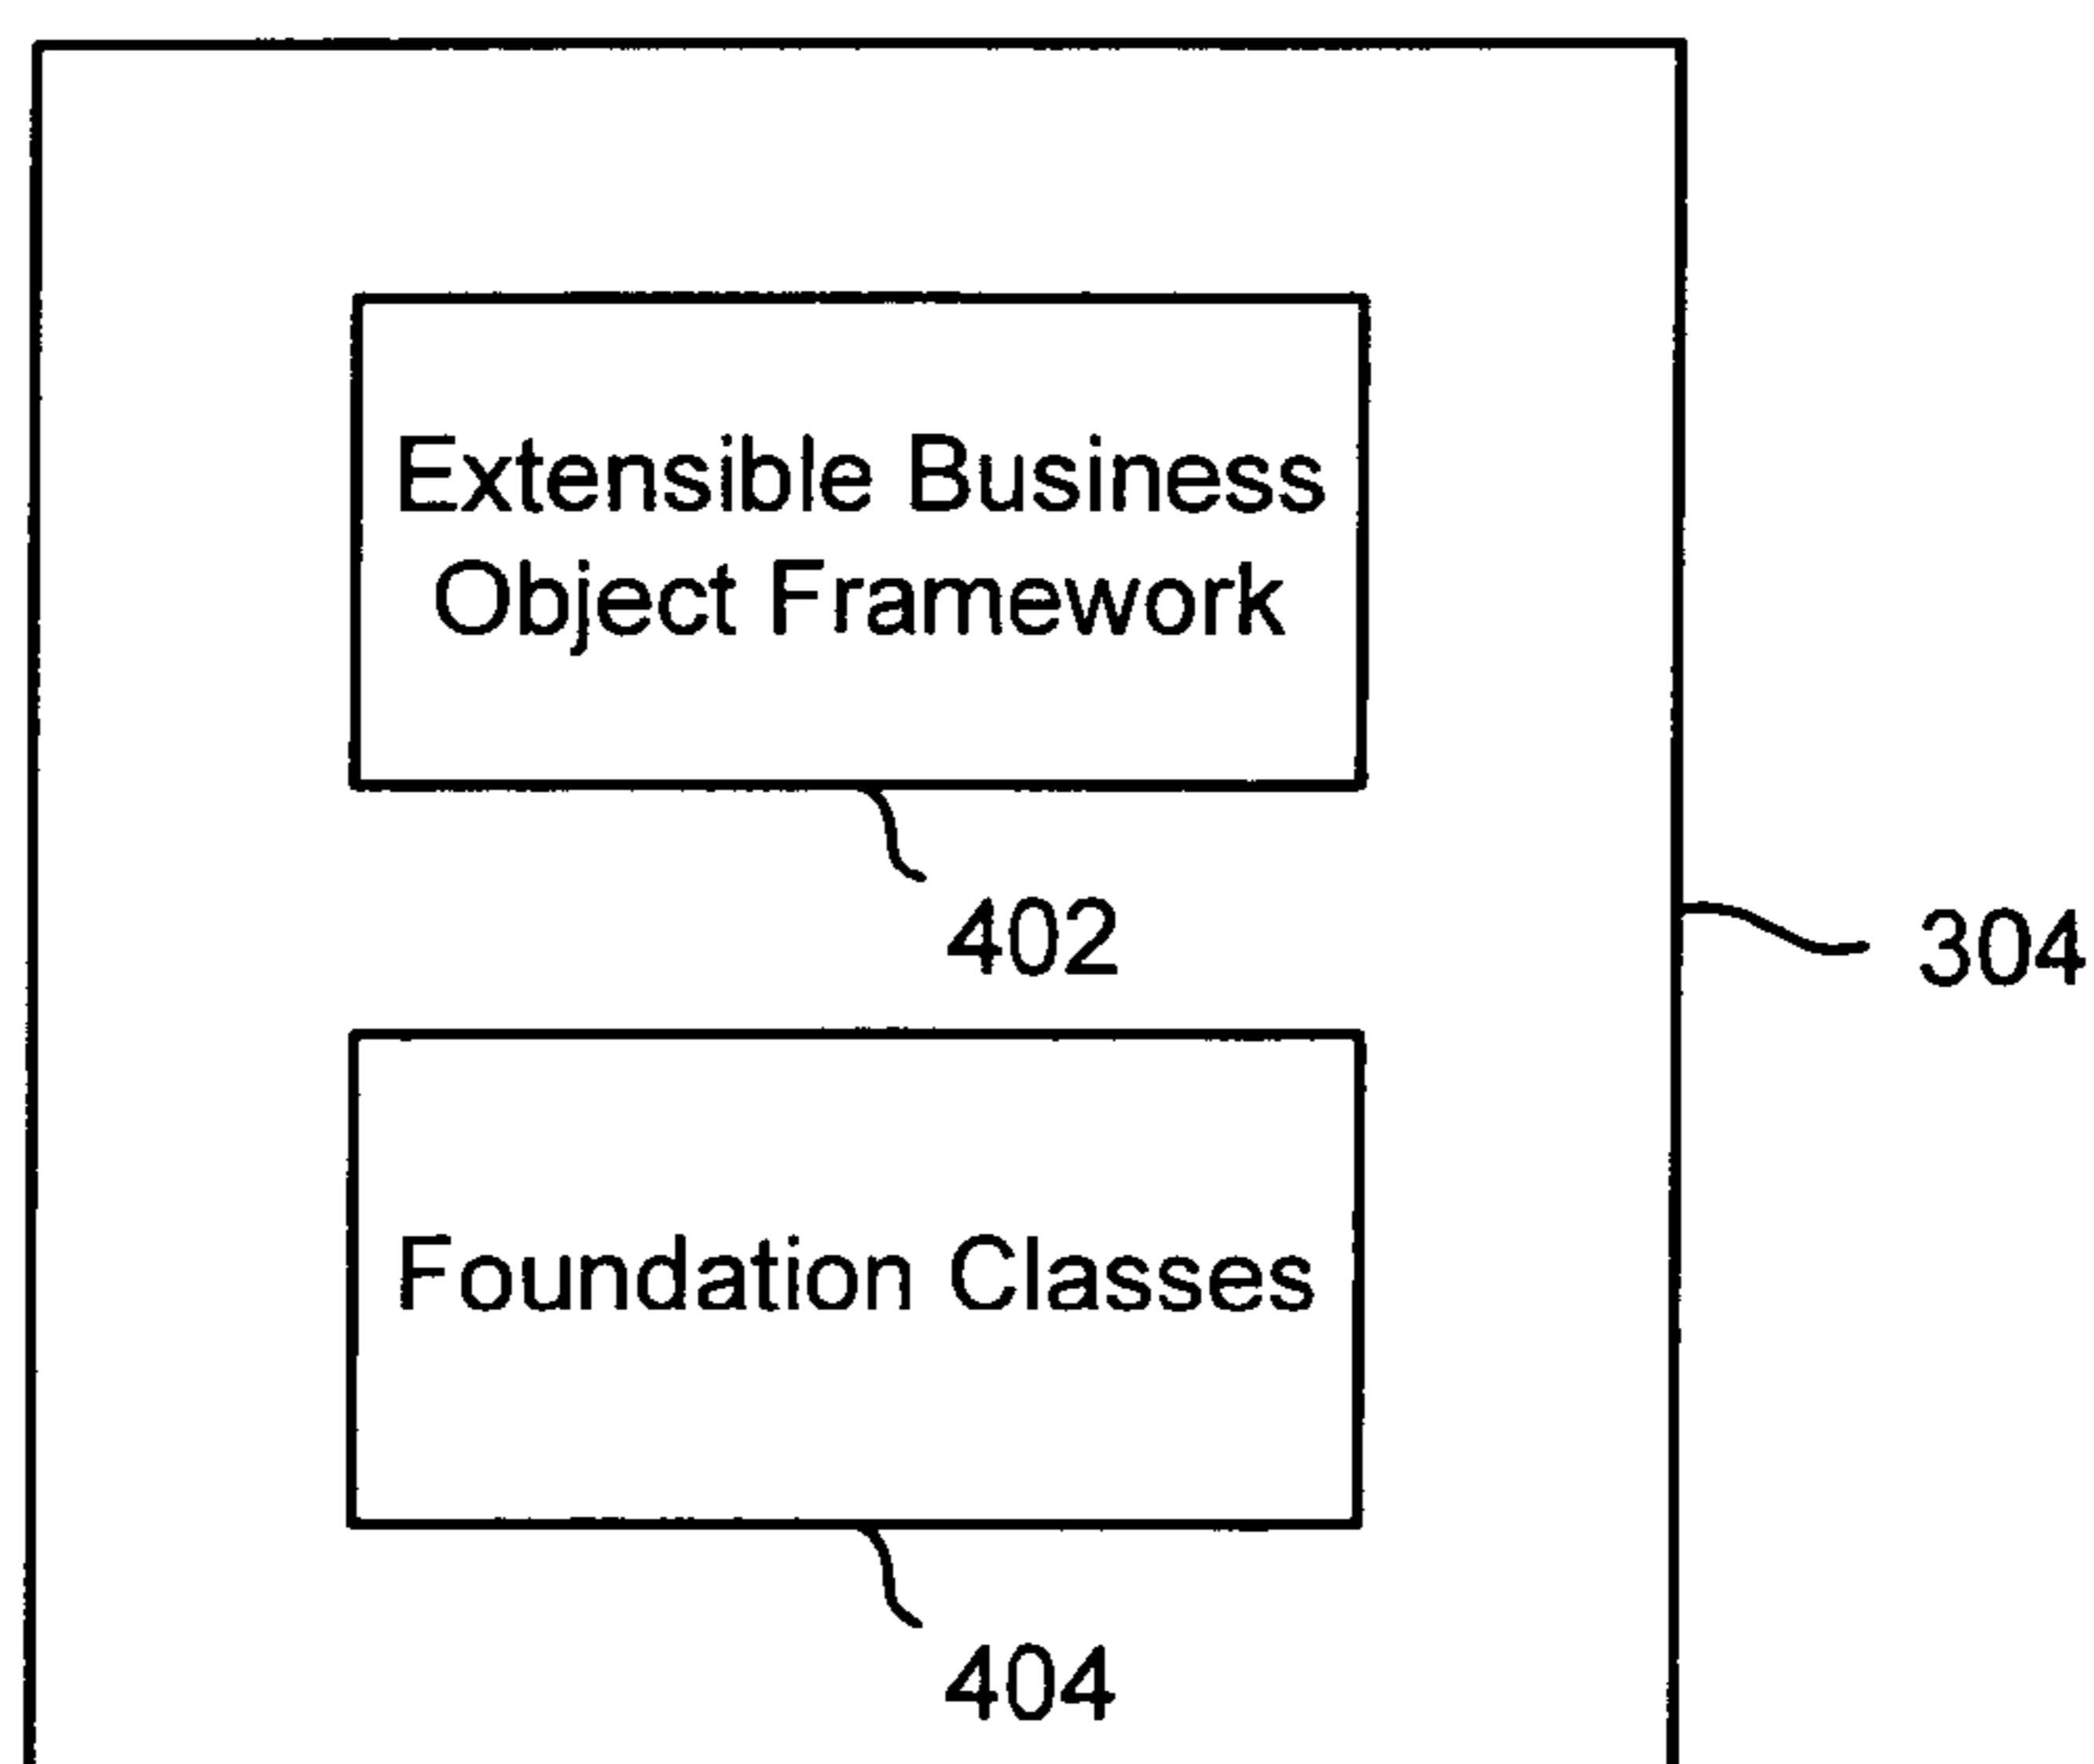 Extensible Business
Object Framework
402
304
Foundation Classes
404